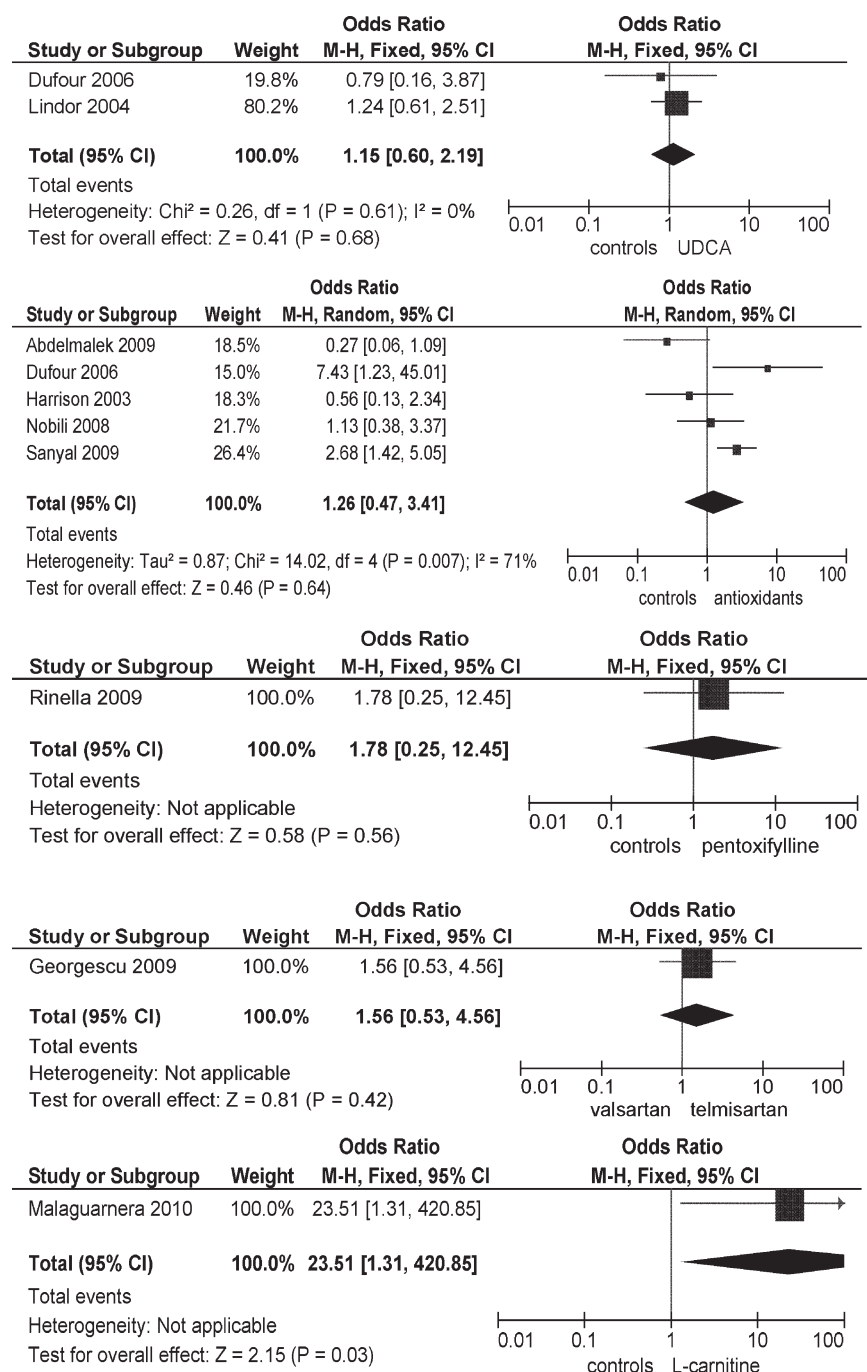 Odds Ratio Odds Ratio
Study or Subgroup Weight M-H, Fixed, 95% CI M-H, Fixed, 95% CI
Dufour 2006 19.8% 0.79 [0.16, 3.87]
Lindor 2004 80.2% 1.24 [0.61, 2.51]
Total (95% CI) 100.0% 1.15 [0.60, 2.19]
Total events
Heterogeneity: Chi² = 0.26, df = 1 (P = 0.61); I² = 0%
Test for overall effect: Z = 0.41 (P = 0.68)
0.01 0.1 1 10 100
controls UDCA
Odds Ratio Odds Ratio
Study or Subgroup Weight M-H, Random, 95% CI M-H, Random, 95% CI
Abdelmalek 2009 18.5% 0.27 [0.06, 1.09]
Dufour 2006 15.0% 7.43 [1.23, 45.01]
Harrison 2003 18.3% 0.56 [0.13, 2.34]
Nobili 2008 21.7% 1.13 [0.38, 3.37]
Sanyal 2009 26.4% 2.68 [1.42, 5.05]
Total (95% CI) 100.0% 1.26 [0.47, 3.41]
Total events
Heterogeneity: Tau² = 0.87; Chi² = 14.02, df = 4 (P = 0.007); I² = 71%
Test for overall effect: Z = 0.46 (P = 0.64)
0.01 0.1 1 10 100
controls antioxidants
Odds Ratio Odds Ratio
Study or Subgroup Weight M-H, Fixed, 95% CI M-H, Fixed, 95% CI
Rinella 2009 100.0% 1.78 [0.25, 12.45]
Total (95% CI) 100.0% 1.78 [0.25, 12.45]
Total events
Heterogeneity: Not applicable
Test for overall effect: Z = 0.58 (P = 0.56)
0.01 0.1 1 10 100
controls pentoxifylline
Odds Ratio Odds Ratio
Study or Subgroup Weight M-H, Fixed, 95% CI M-H, Fixed, 95% CI
Georgescu 2009 100.0% 1.56 [0.53, 4.56]
Total (95% CI) 100.0% 1.56 [0.53, 4.56]
Total events
Heterogeneity: Not applicable
Test for overall effect: Z = 0.81 (P = 0.42)
0.01 0.1 1 10 100
valsartan telmisartan
Odds Ratio Odds Ratio
Study or Subgroup Weight M-H, Fixed, 95% CI M-H, Fixed, 95% CI
Malaguarnera 2010 100.0% 23.51 [1.31, 420.85]
Total (95% CI) 100.0% 23.51 [1.31, 420.85]
Total events
Heterogeneity: Not applicable
Test for overall effect: Z = 2.15 (P = 0.03)
0.01 0.1 1 10 100
controls L-carnitine